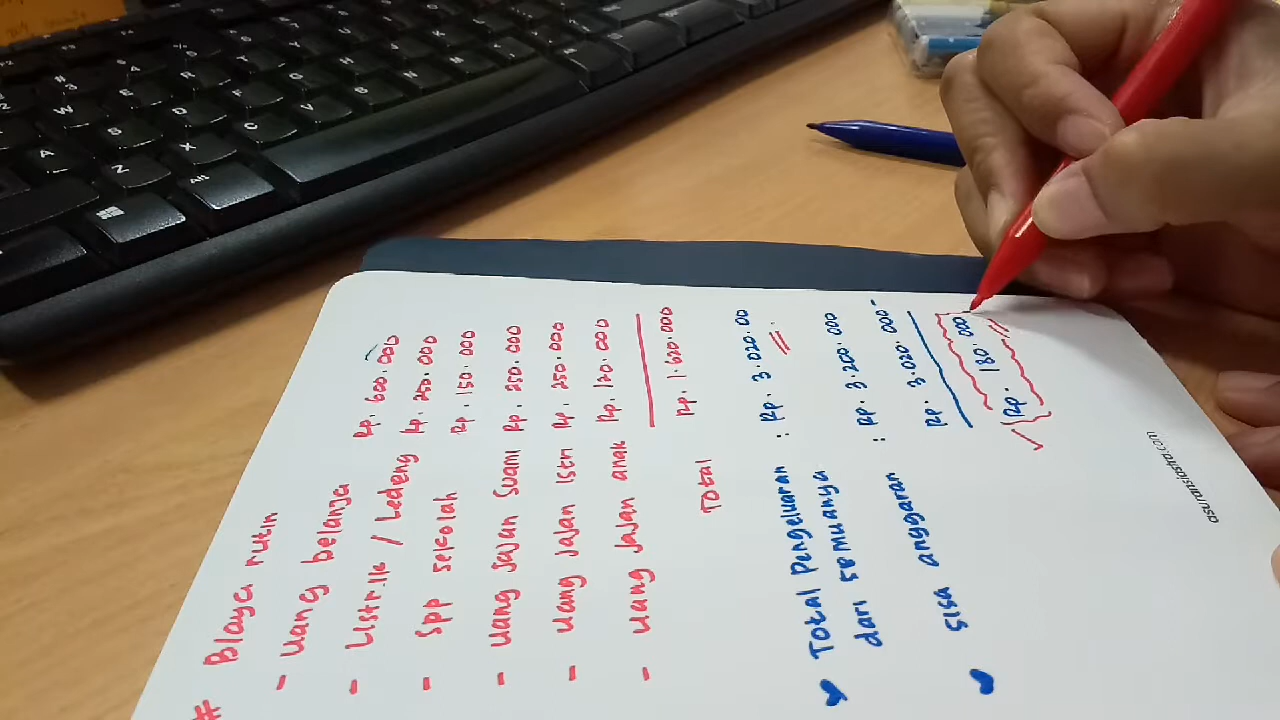 # Biaya rutin
- Uang belanja Rp. 600.000
- Listrik / Ledeng Rp. 250.000
- Spp sekolah Rp. 150.000
- Uang Jajan Suami Rp. 250.000
- Uang Jajan Istri Rp. 250.000
- Uang Jajan anak Rp. 120.000
Total Rp. 1.620.000
Total Pengeluaran : Rp. 3.020.00
dari semuanya
Sisa anggaran : Rp. 3.200.000
Rp. 3.020.000 -
Rp. 180.000
asuransiastra.com